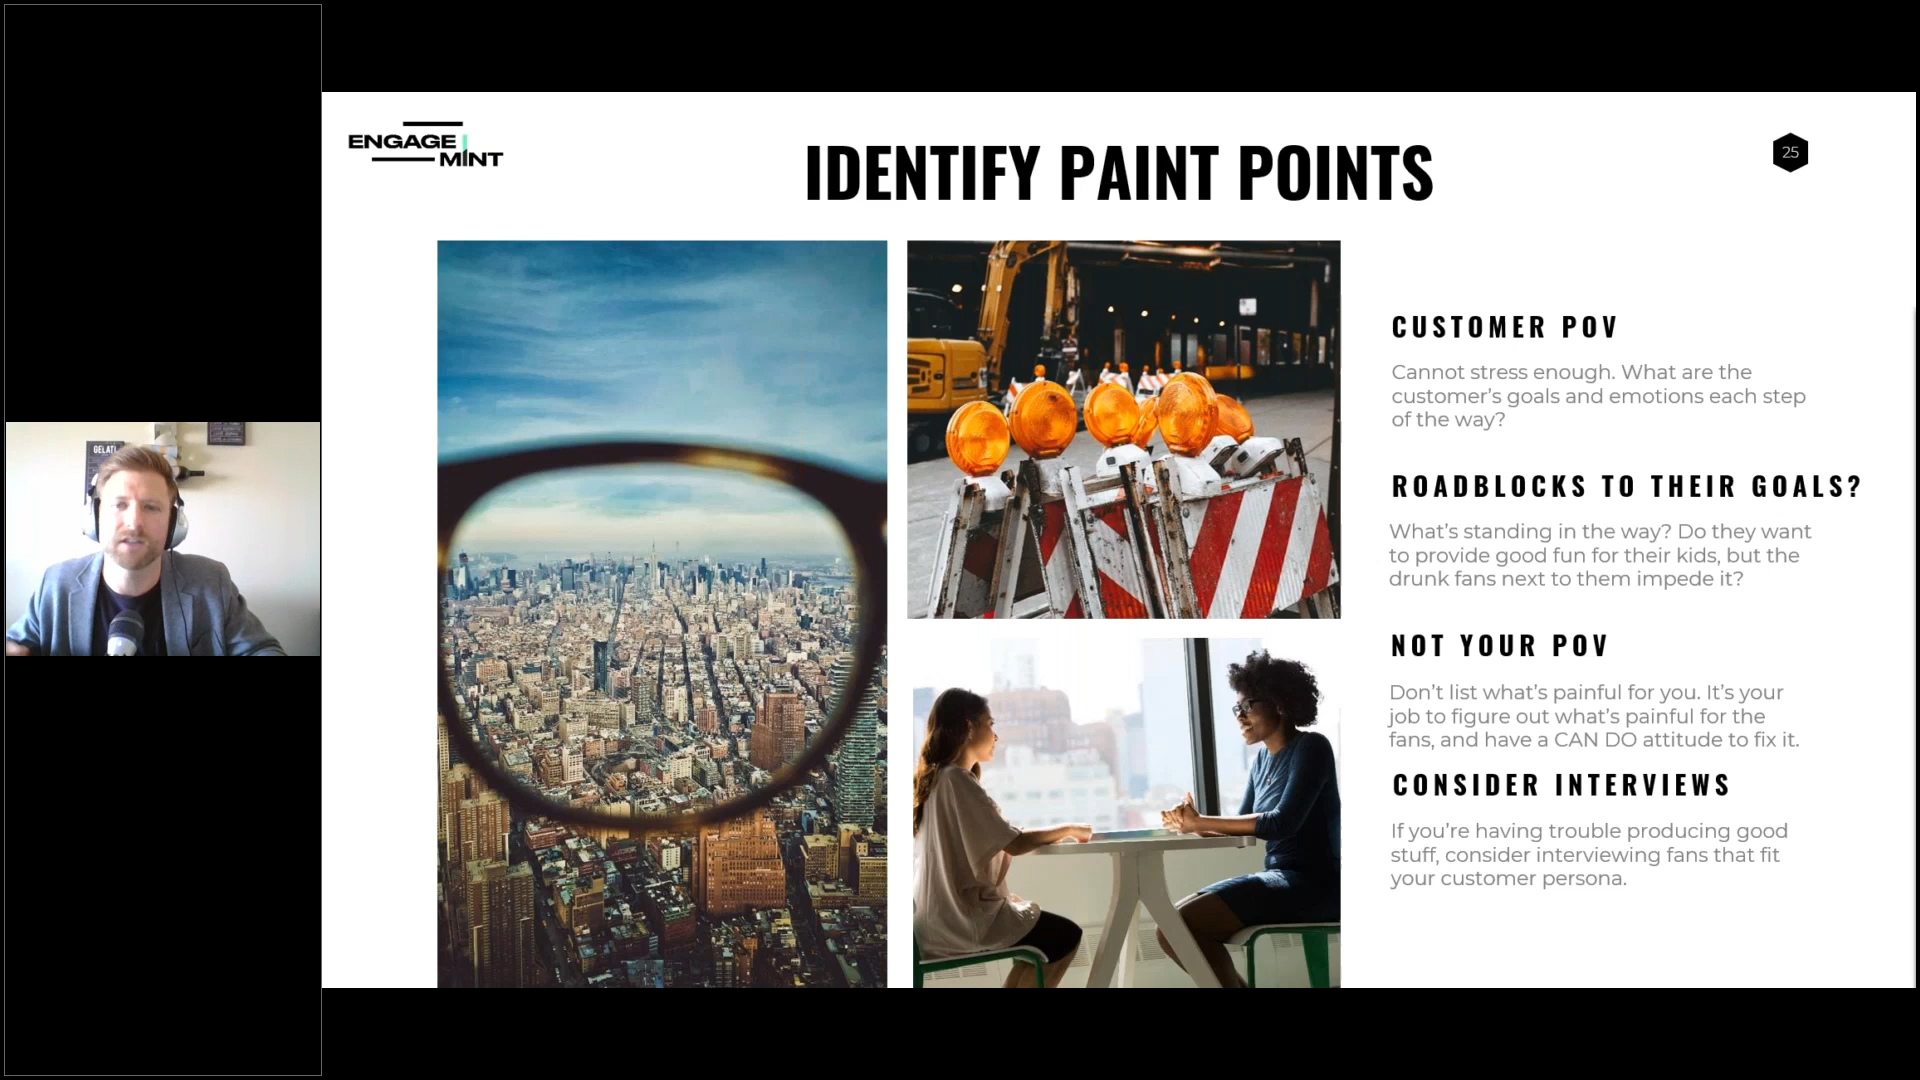 ENGAGE
MINT
IDENTIFY PAINT POINTS
25
GELATI
CUSTOMER POV
Cannot stress enough. What are the
customer's goals and emotions each step
of the way?
ROADBLOCKS TO THEIR GOALS?
What's standing in the way? Do they want
to provide good fun for their kids, but the
drunk fans next to them impede it?
NOT YOUR POV
Don't list what's painful for you. It's your
job to figure out what's painful for the
fans, and have a CAN DO attitude to fix it.
CONSIDER INTERVIEWS
If you're having trouble producing good
stuff, consider interviewing fans that fit
your customer persona.